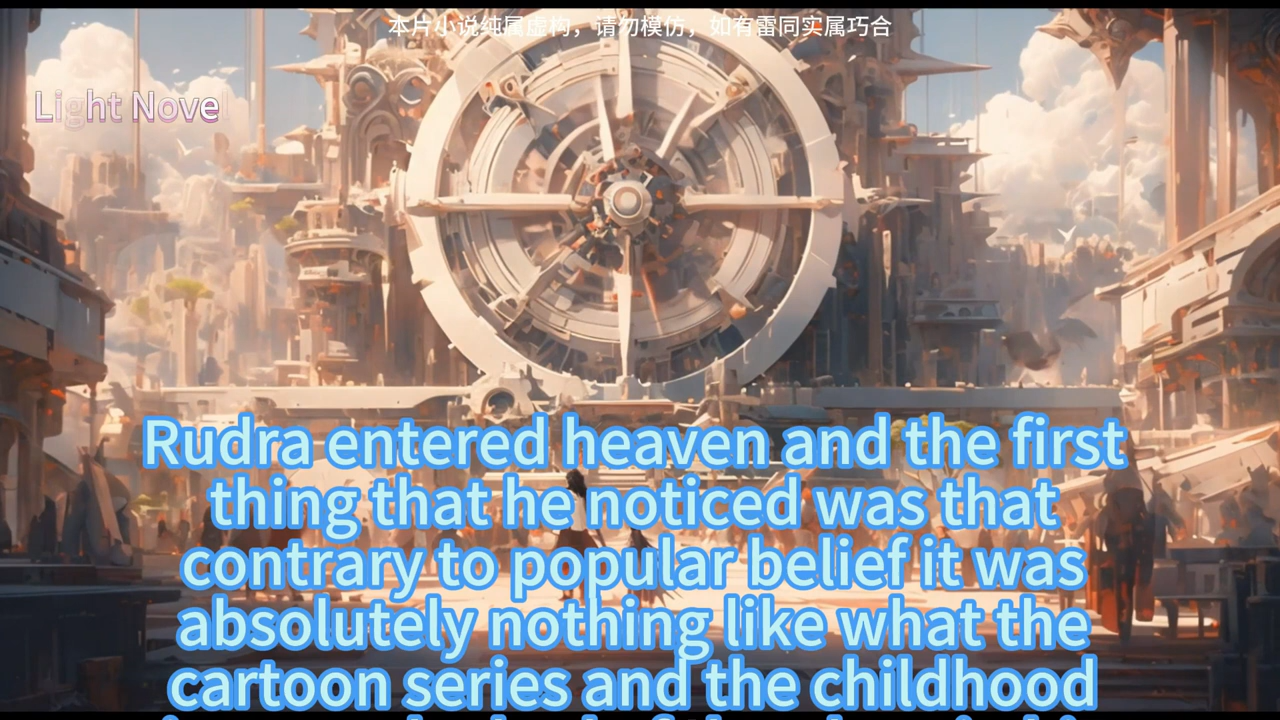 本片小说纯属虚构，请勿模仿，如有雷同实属巧合
Light Novel
Rudra entered heaven and the first
thing that he noticed was that
contrary to popular belief it was
absolutely nothing like what the
cartoon series and the childhood